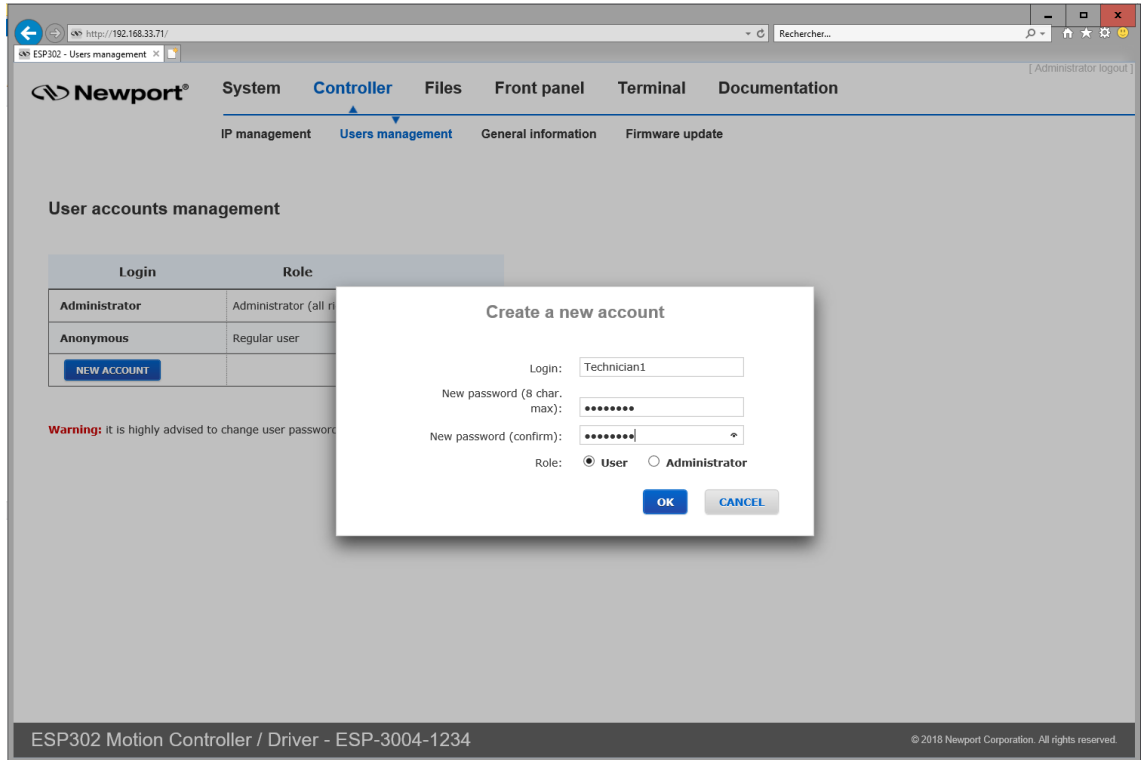 http://192.168.33.71/
Rechercher...
ESP302 - Users management
[ Administrator logout ]
Newport®
System Controller Files Front panel Terminal Documentation
IP management Users management General information Firmware update
User accounts management
Login Role
Administrator Administrator (all ri
Anonymous Regular user
NEW ACCOUNT
Warning: it is highly advised to change user password
Create a new account
Login: Technician1
New password (8 char.
max): ●●●●●●●●
New password (confirm): ●●●●●●●●
Role: User Administrator
OK CANCEL
ESP302 Motion Controller / Driver - ESP-3004-1234
© 2018 Newport Corporation. All rights reserved.